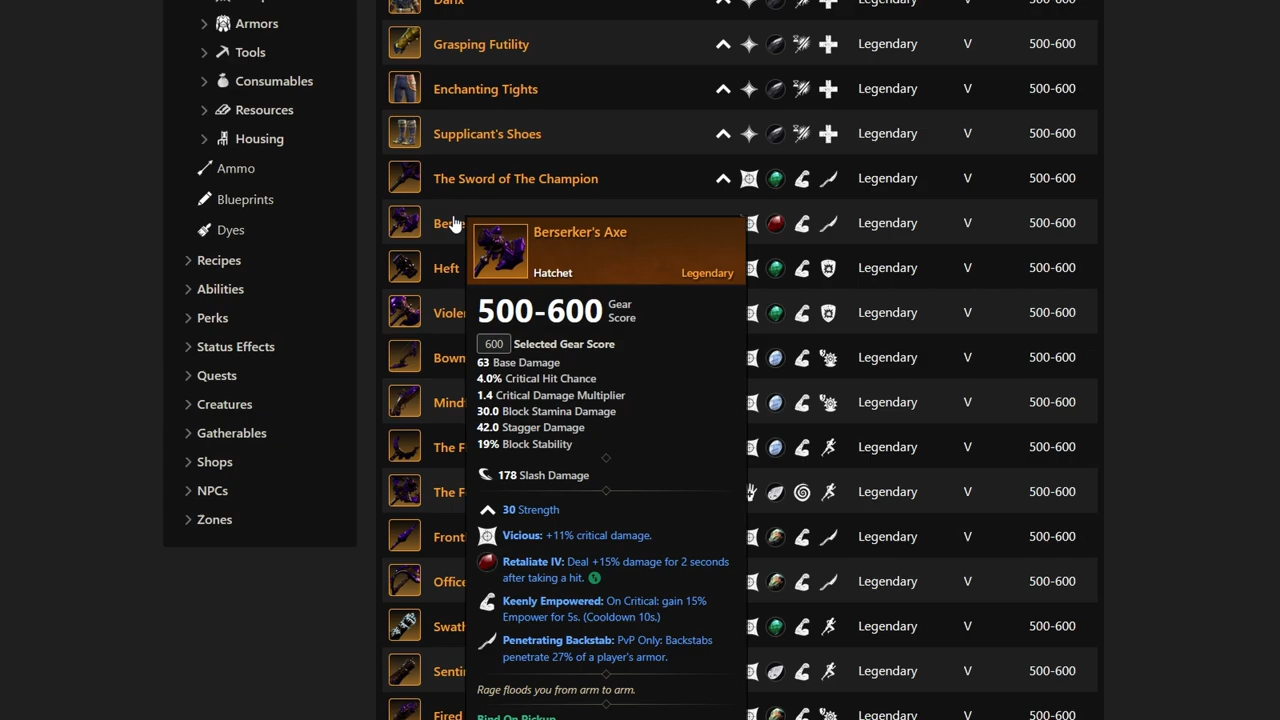 Armors
Tools
Consumables
Resources
Housing
Ammo
Blueprints
Dyes
Recipes
Abilities
Perks
Status Effects
Quests
Creatures
Gatherables
Shops
NPCs
Zones
500-600
Grasping Futility Legendary V 500-600
Enchanting Tights Legendary V 500-600
Supplicant's Shoes Legendary V 500-600
The Sword of The Champion Legendary V 500-600
Legendary V 500-600
Heft Legendary V 500-600
Legendary V 500-600
Legendary V 500-600
Legendary V 500-600
The F Legendary V 500-600
The F Legendary V 500-600
Legendary V 500-600
Legendary V 500-600
Legendary V 500-600
Legendary V 500-600
Fired Legendary V 500-600
Berserker's Axe
Hatchet Legendary
500-600 Gear
Score
600 Selected Gear Score
63 Base Damage
4.0% Critical Hit Chance
1.4 Critical Damage Multiplier
30.0 Block Stamina Damage
42.0 Stagger Damage
19% Block Stability
178 Slash Damage
30 Strength
Vicious: +11% critical damage.
Retaliate IV: Deal +15% damage for 2 seconds
after taking a hit.
Keenly Empowered: On Critical: gain 15%
Empower for 5s. (Cooldown 10s.)
Penetrating Backstab: PvP Only: Backstabs
penetrate 27% of a player's armor.
Rage floods you from arm to arm.
Bind On Pickup